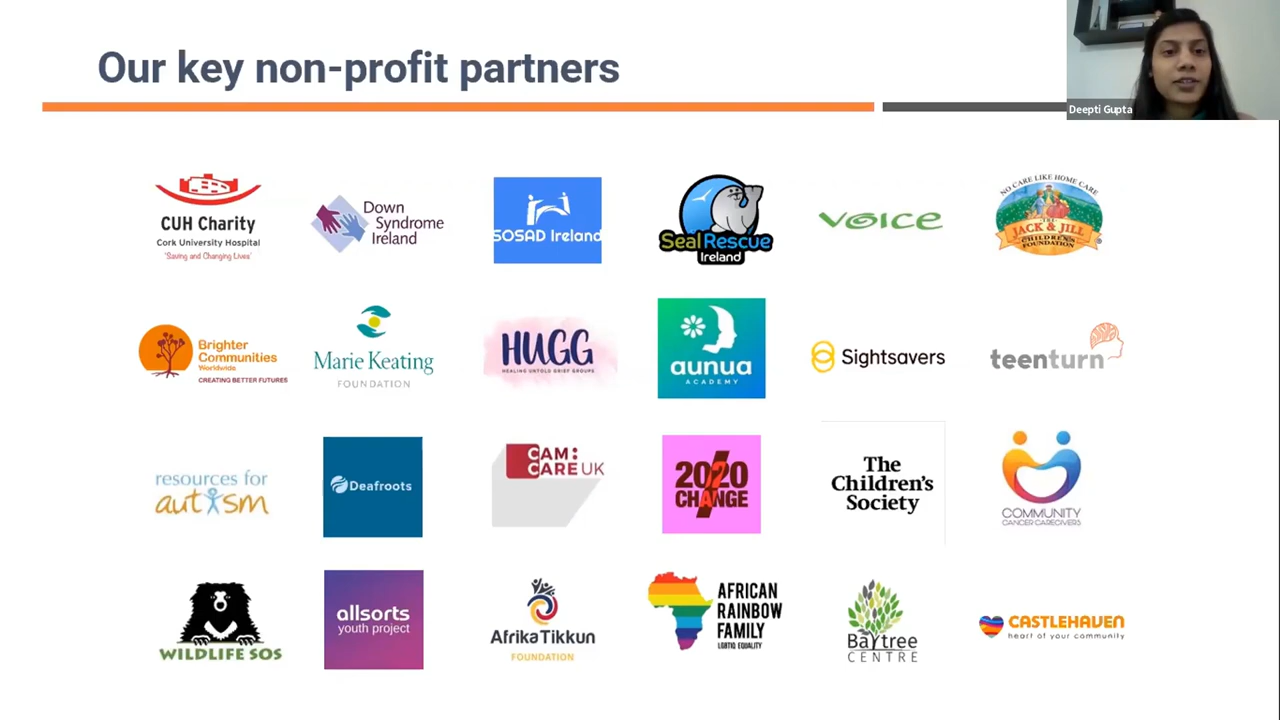 Our key non-profit partners
Deepti Gupta
CUH Charity
Cork University Hospital
'Saving and Changing Lives'
Down
Syndrome
Ireland
SOSAD Ireland
Seal Rescue
Ireland
VOICE
NO CARE LIKE HOME CARE
THE
JACK & JILL
CHILDREN'S
FOUNDATION
Brighter
Communities
Worldwide
CREATING BETTER FUTURES
Marie Keating
FOUNDATION
HUGG
HEALING UNTOLD GRIEF GROUPS
aunua
ACADEMY
Sightsavers
teenturn
resources for
autism
Deafroots
CAM:
CARE UK
2020
CHANGE
The
Children's
Society
COMMUNITY
CANCER CAREGIVERS
WILDLIFE SOS
allsorts
youth project
AfrikaTikkun
FOUNDATION
AFRICAN
RAINBOW
FAMILY
LGBTIQ EQUALITY
Baytree
CENTRE
CASTLEHAVEN
heart of your community